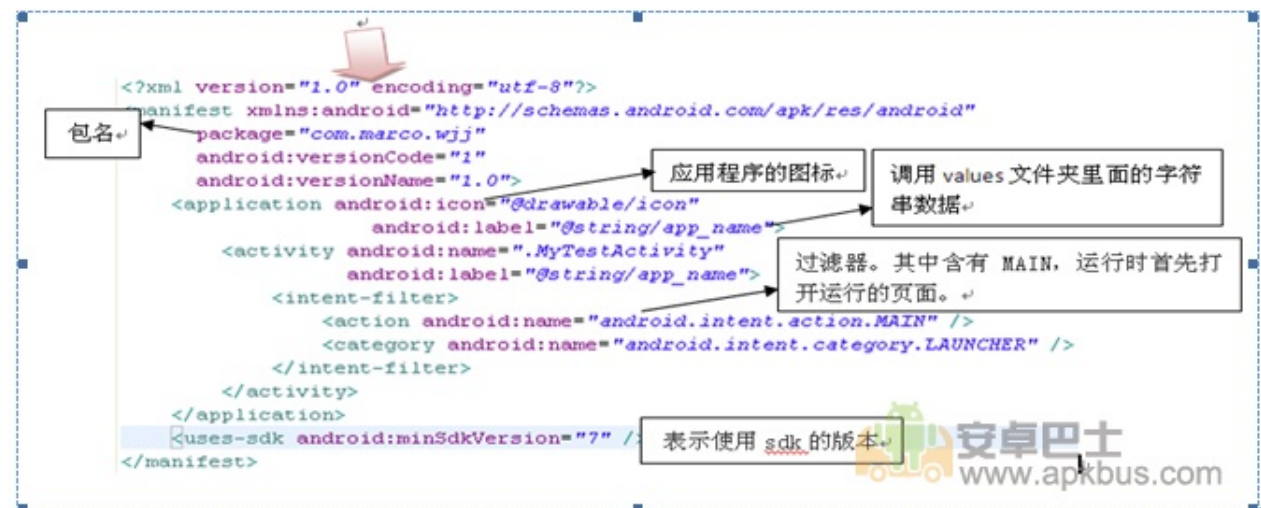 <?xml version="1.0" encoding="utf-8"?>
<manifest xmlns:android="http://schemas.android.com/apk/res/android"
包名
package="com.marco.wjj"
android:versionCode="1"
android:versionName="1.0">
应用程序的图标
调用 values 文件夹里面的字符
串数据
<application android:icon="@drawable/icon"
android:label="@string/app_name">
<activity android:name=".MyTestActivity"
android:label="@string/app_name">
过滤器。其中含有 MAIN，运行时首先打
开运行的页面。
<intent-filter>
<action android:name="android.intent.action.MAIN" />
<category android:name="android.intent.category.LAUNCHER" />
</intent-filter>
</activity>
</application>
<uses-sdk android:minSdkVersion="7" />
表示使用 sdk 的版本
</manifest>
安卓巴士
www.apkbus.com